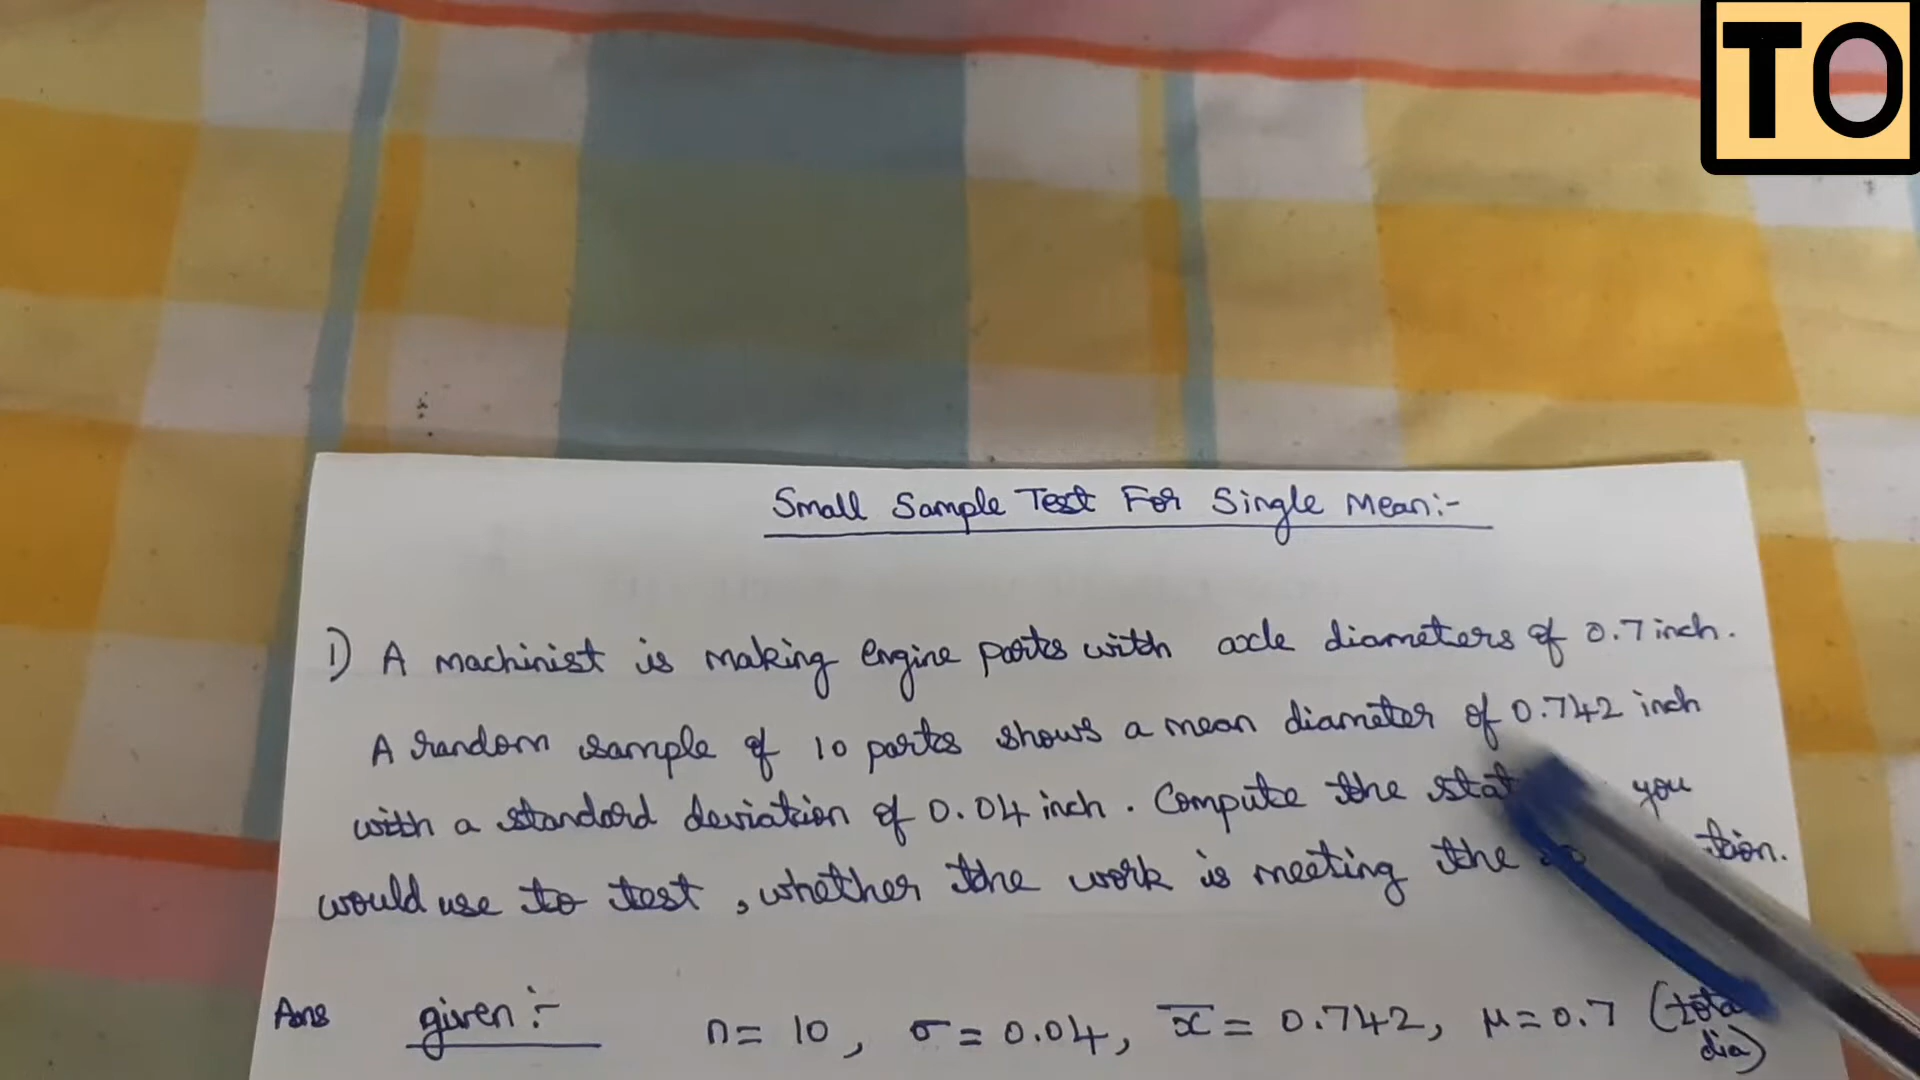 TO
Small Sample Test For Single Mean:-
1) A machinist is making engine parts with axle diameters of 0.7 inch.
A random sample of 10 parts shows a mean diameter of 0.742 inch
with a standard deviation of 0.04 inch. Compute the you
would use to test, whether the work is meeting the
Ans given:- n= 10, σ = 0.04, x̄ = 0.742, μ = 0.7
dia)